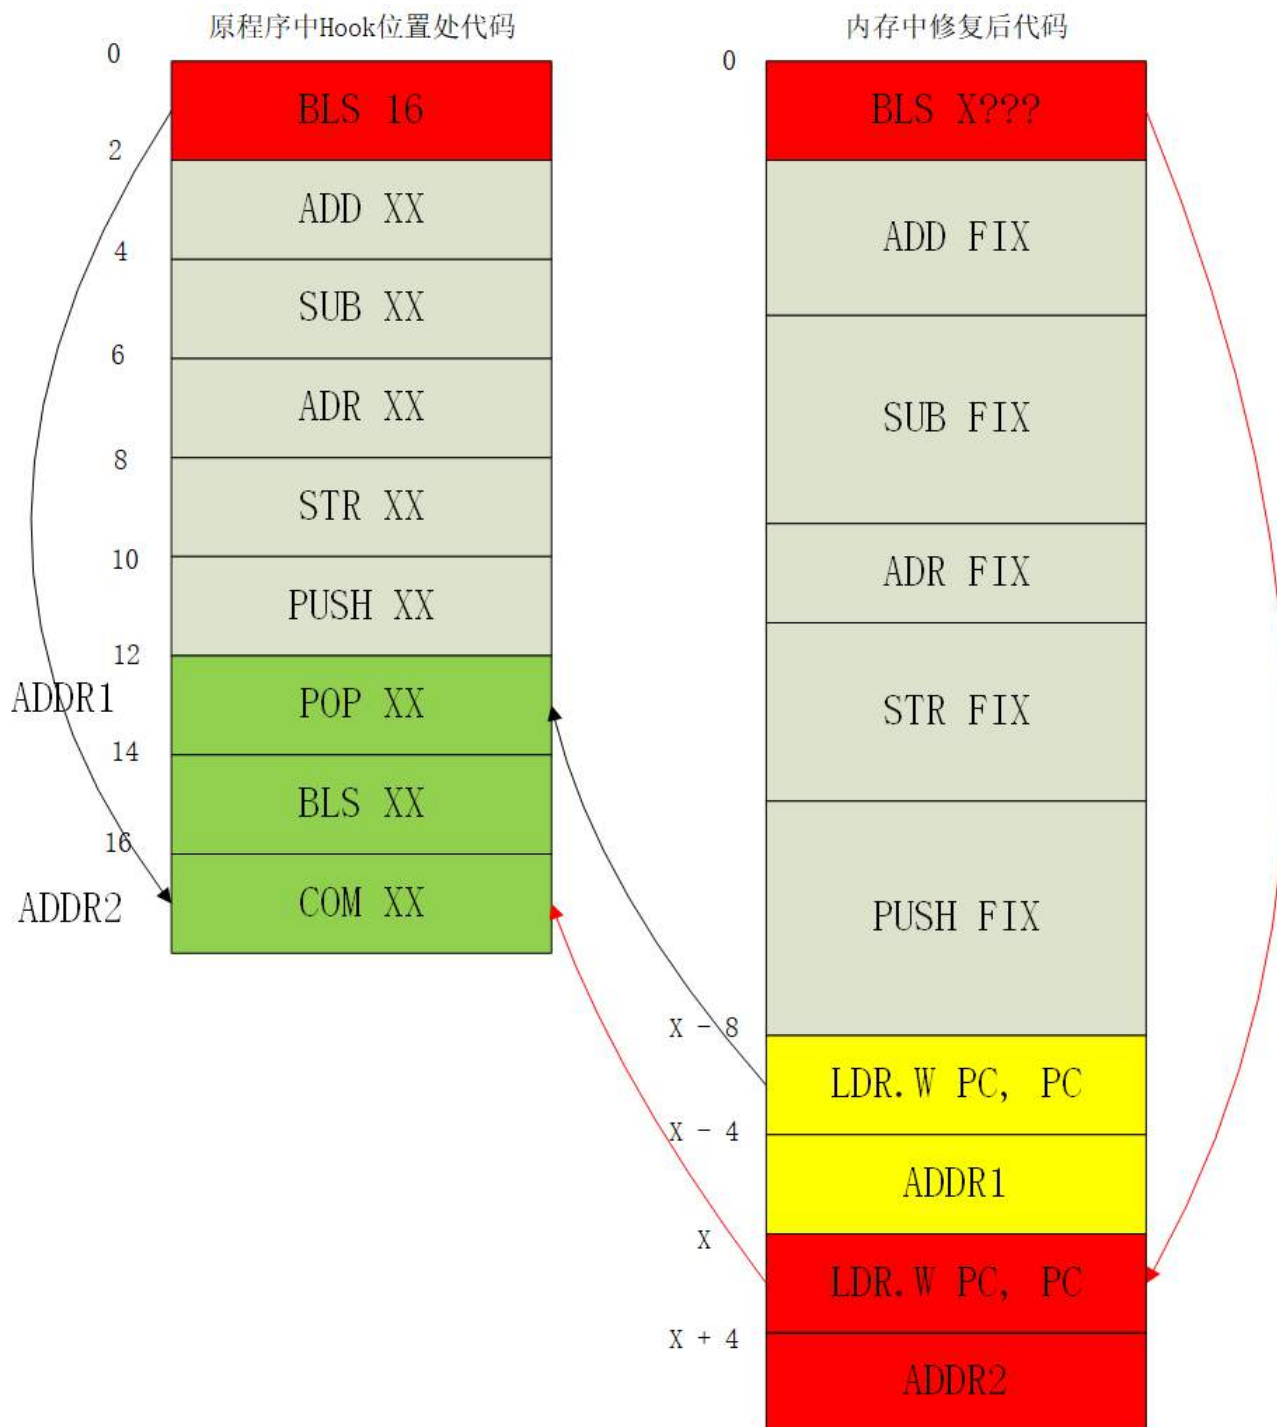 原程序中Hook位置处代码
0
BLS 16
2
ADD XX
4
SUB XX
6
ADR XX
8
STR XX
10
PUSH XX
12
ADDR1
POP XX
14
BLS XX
16
ADDR2
COM XX
内存中修复后代码
0
BLS X???
ADD FIX
SUB FIX
ADR FIX
STR FIX
PUSH FIX
X - 8
LDR.W PC, PC
X - 4
ADDR1
X
LDR.W PC, PC
X + 4
ADDR2